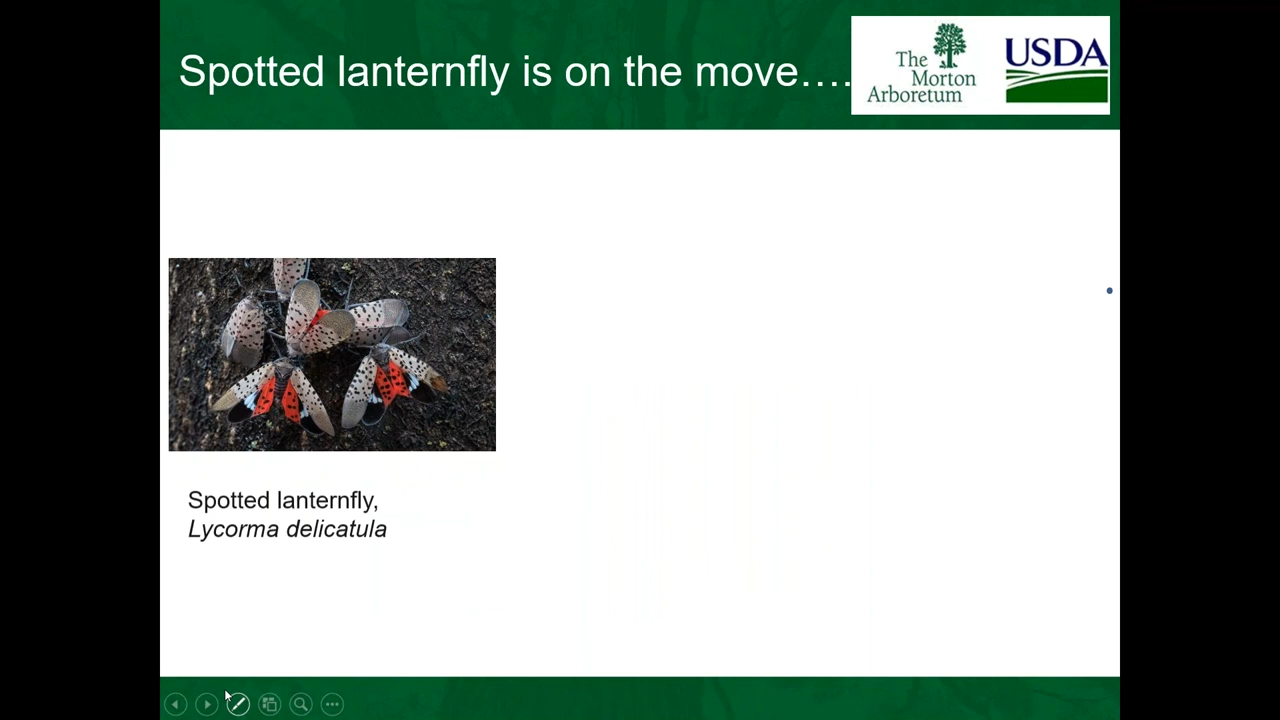 Spotted lanternfly is on the move….
The
Morton
Arboretum
USDA
Spotted lanternfly,
Lycorma delicatula